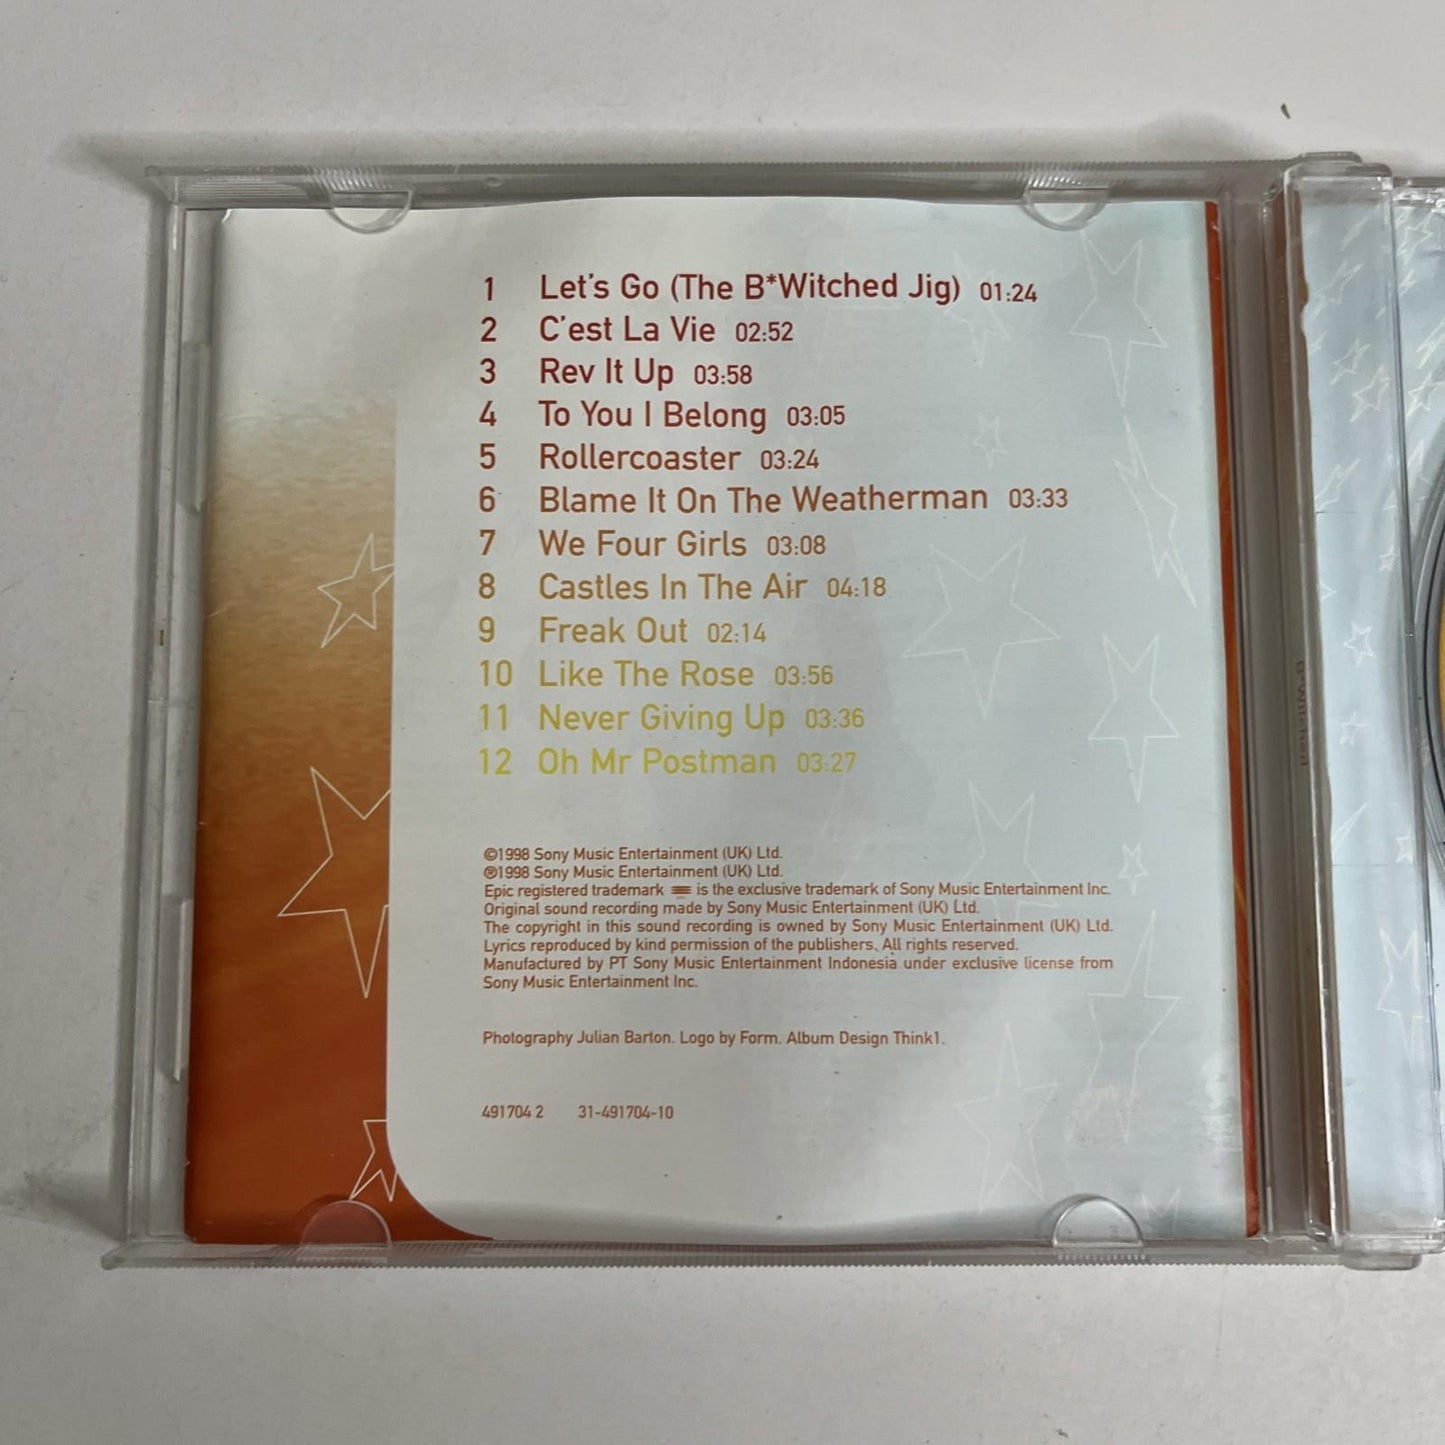 1 Let's Go (The B*Witched Jig) 01:24
2 C'est La Vie 02:52
3 Rev It Up 03:58
4 To You I Belong 03:05
5 Rollercoaster 03:24
6 Blame It On The Weatherman 03:33
7 We Four Girls 03:08
8 Castles In The Air 04:18
9 Freak Out 02:14
10 Like The Rose 03:56
11 Never Giving Up 03:36
12 Oh Mr Postman 03:27
©1998 Sony Music Entertainment (UK) Ltd.
℗1998 Sony Music Entertainment (UK) Ltd.
Epic registered trademark is the exclusive trademark of Sony Music Entertainment Inc.
Original sound recording made by Sony Music Entertainment (UK) Ltd.
The copyright in this sound recording is owned by Sony Music Entertainment (UK) Ltd.
Lyrics reproduced by kind permission of the publishers. All rights reserved.
Manufactured by PT Sony Music Entertainment Indonesia under exclusive license from
Sony Music Entertainment Inc.
Photography Julian Barton. Logo by Form. Album Design Think1.
491704 2 31-491704-10
B*Witched